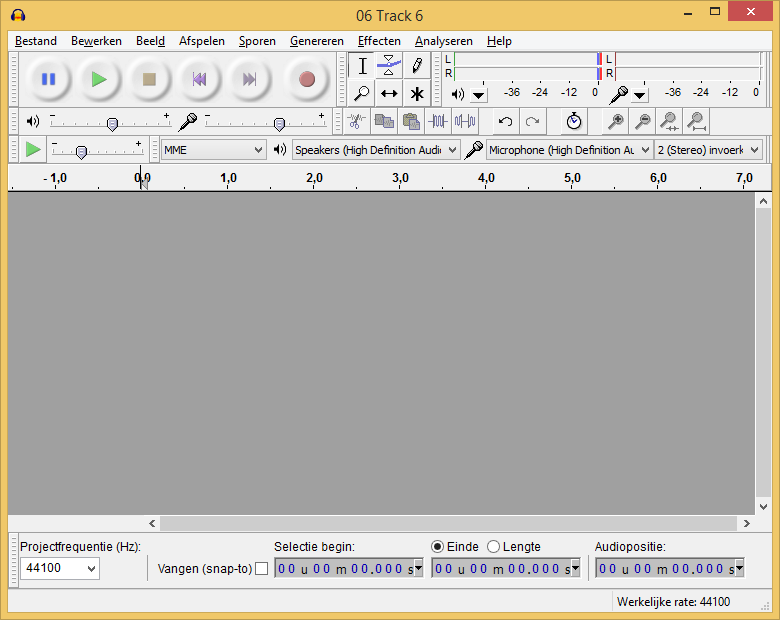 06 Track 6
Bestand Bewerken Beeld Afspelen Sporen Genereren Effecten Analyseren Help
L L
R R
-36 -24 -12 0 -36 -24 -12 0
- + - +
- + MME Speakers (High Definition Audio Microphone (High Definition Au 2 (Stereo) invoerk
- 1,0 0,0 1,0 2,0 3,0 4,0 5,0 6,0 7,0
Projectfrequentie (Hz): Selectie begin: Einde Lengte Audiopositie:
44100 Vangen (snap-to) 00 u 00 m 00.000 s 00 u 00 m 00.000 s 00 u 00 m 00.000 s
Werkelijke rate: 44100